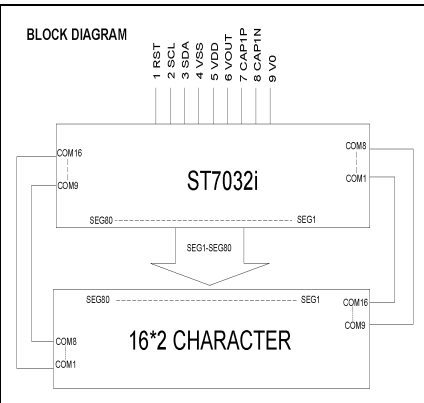 BLOCK DIAGRAM
1 RST
2 SCL
3 SDA
4 VSS
5 VDD
6 VOUT
7 CAP1P
8 CAP1N
9 V0
COM16
COM9
COM8
COM1
ST7032i
SEG80 SEG1
SEG1-SEG80
SEG80 SEG1
COM16
COM9
COM8
COM1
16*2 CHARACTER